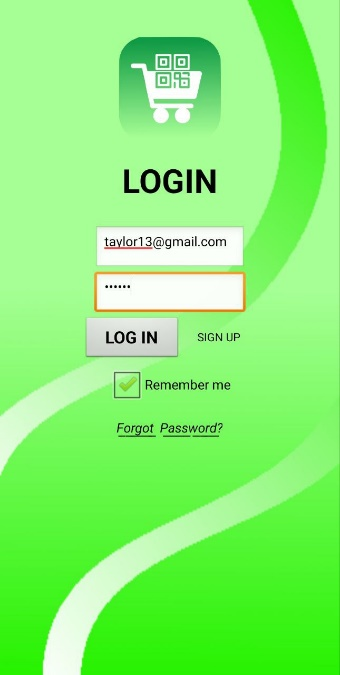 LOGIN
taylor13@gmail.com
••••••
LOG IN SIGN UP
Remember me
Forgot Password?